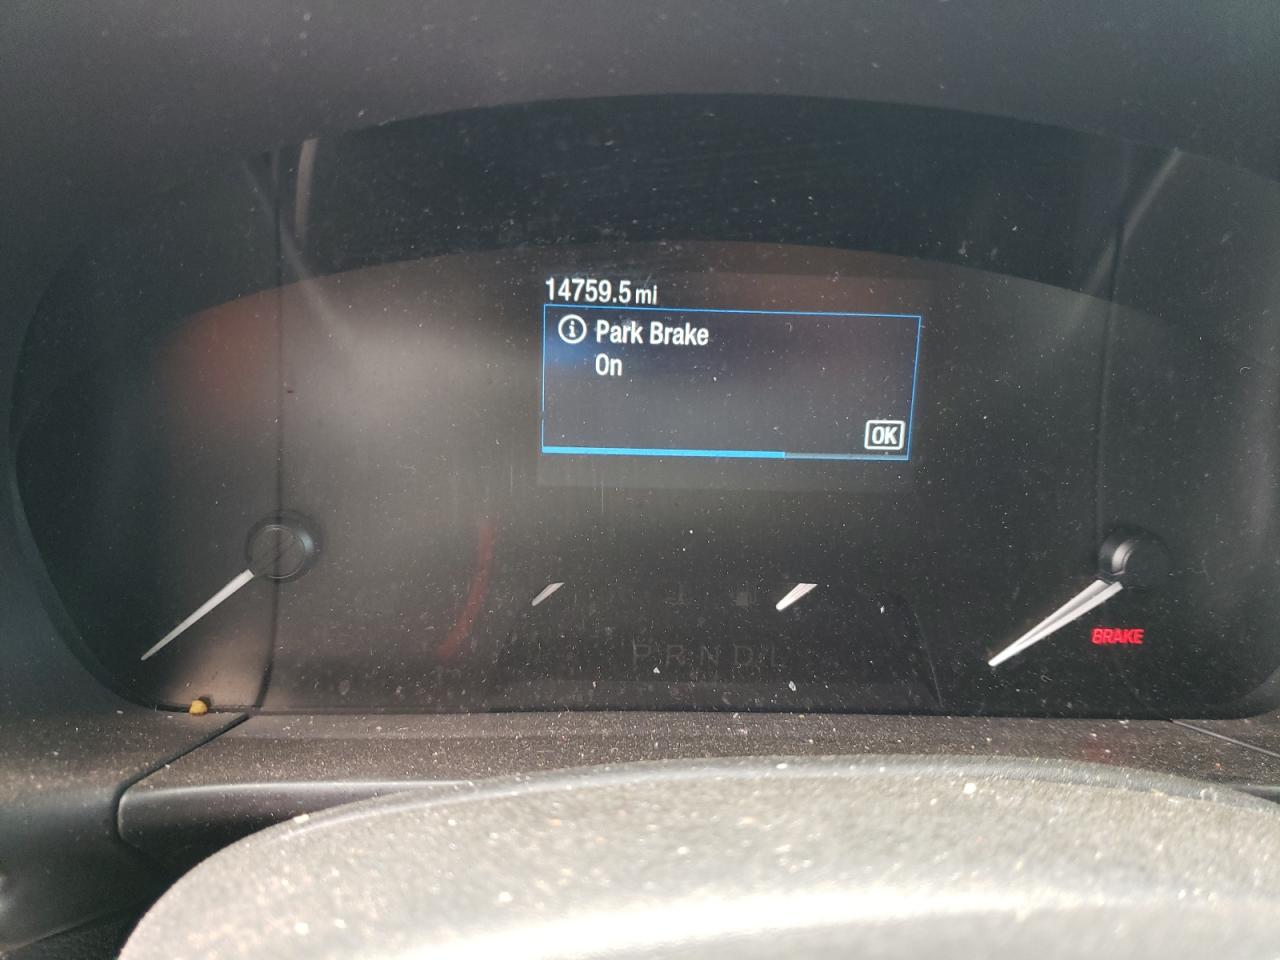 14759.5 mi
Park Brake
On
OK
BRAKE
PRNDL